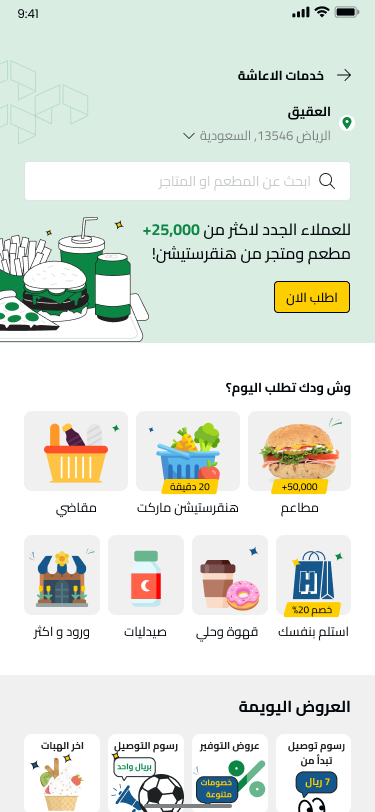 9:41
خدمات الاعاشة
العقيق
الرياض 13546, السعودية
ابحث عن المطعم او المتاجر
للعملاء الجدد لاكثر من 25,000+
مطعم ومتجر من هنقرستيشن!
اطلب الان
وش ودك تطلب اليوم؟
50,000+
20 دقيقة
مطاعم
هنقرستيشن ماركت
مقاضي
خصم 20%
استلم بنفسك
قهوة وحلي
صيدليات
ورود و اكثر
العروض اليويمة
رسوم توصيل
تبدأ من
7 ريال
عروض التوفير
خصومات
متنوعة
رسوم التوصيل
بريال واحد
اخر الهبات